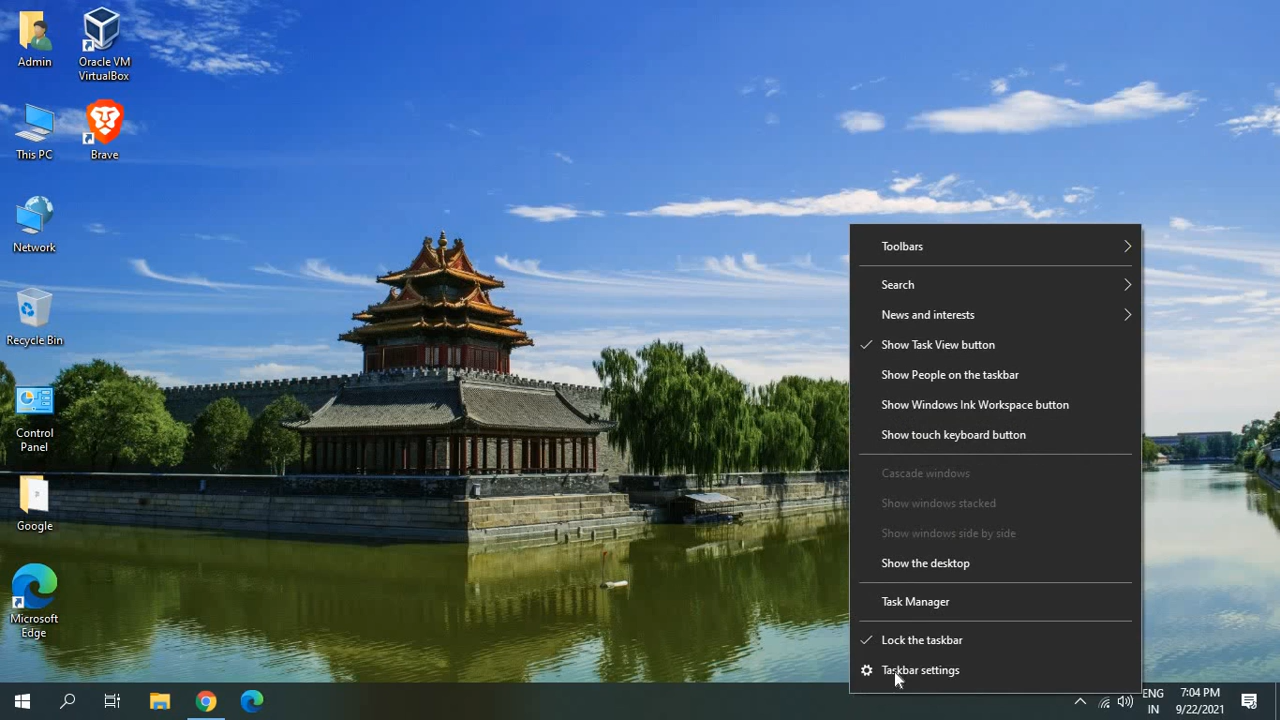 Admin
Oracle VM
VirtualBox
This PC
Brave
Network
Recycle Bin
Control
Panel
Google
Microsoft
Edge
Toolbars
Search
News and interests
Show Task View button
Show People on the taskbar
Show Windows Ink Workspace button
Show touch keyboard button
Cascade windows
Show windows stacked
Show windows side by side
Show the desktop
Task Manager
Lock the taskbar
Taskbar settings
ENG
IN
7:04 PM
9/22/2021